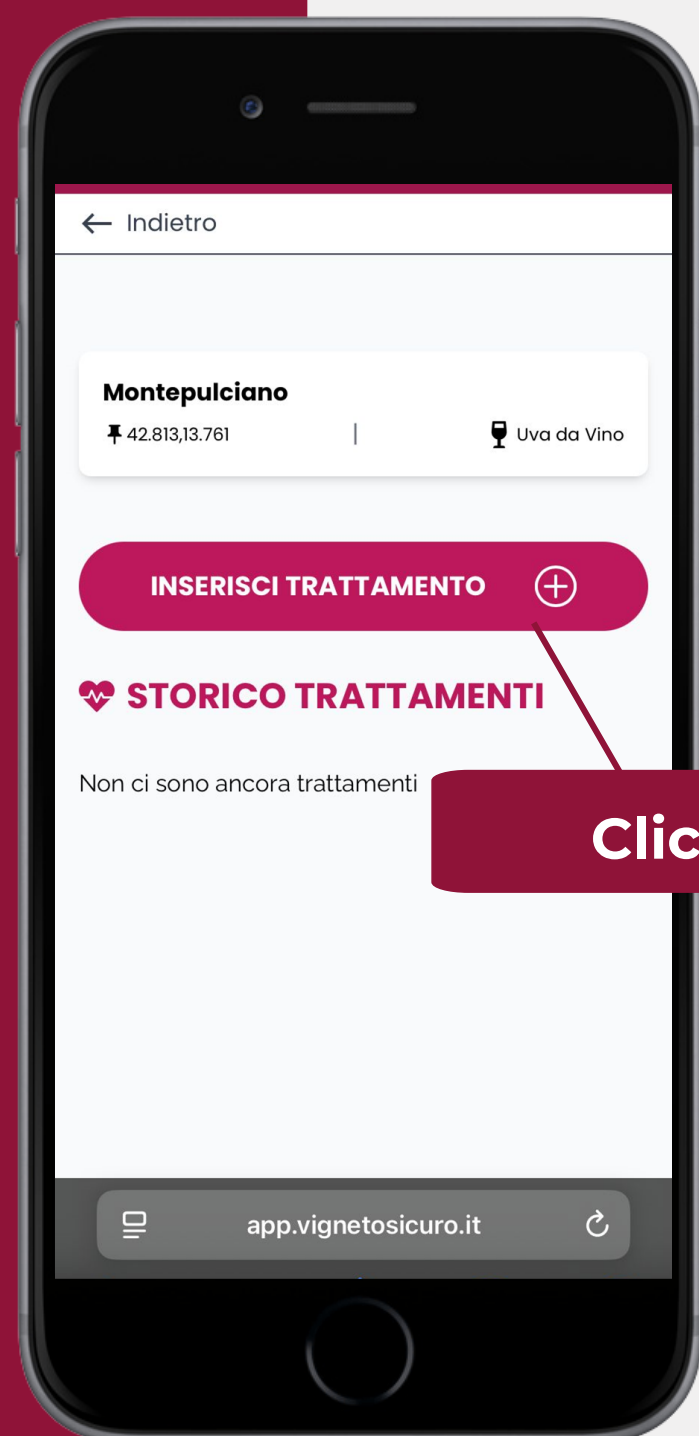 Indietro
Montepulciano
42.813,13.761 | Uva da Vino
INSERISCI TRATTAMENTO
STORICO TRATTAMENTI
Non ci sono ancora trattamenti
Clic
app.vignetosicuro.it